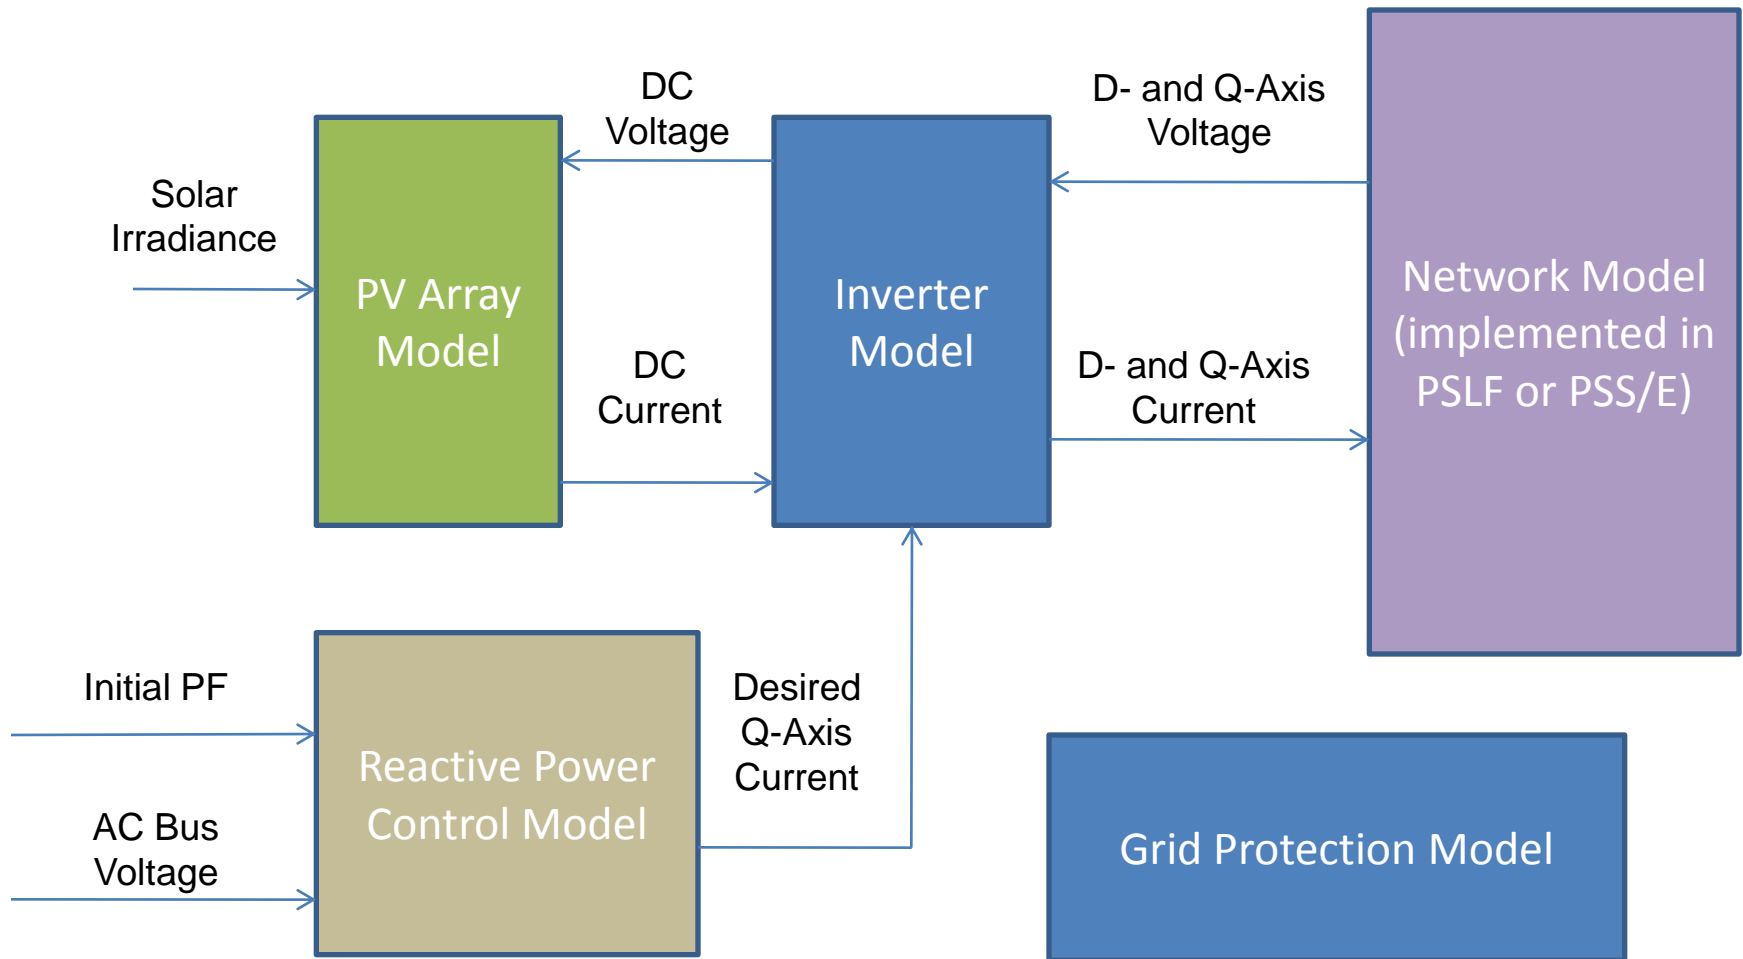 DC
Voltage
D- and Q-Axis
Voltage
Solar
Irradiance
PV Array
Model
Inverter
Model
Network Model
(implemented in
PSLF or PSS/E)
DC
Current
D- and Q-Axis
Current
Initial PF
AC Bus
Voltage
Reactive Power
Control Model
Desired
Q-Axis
Current
Grid Protection Model